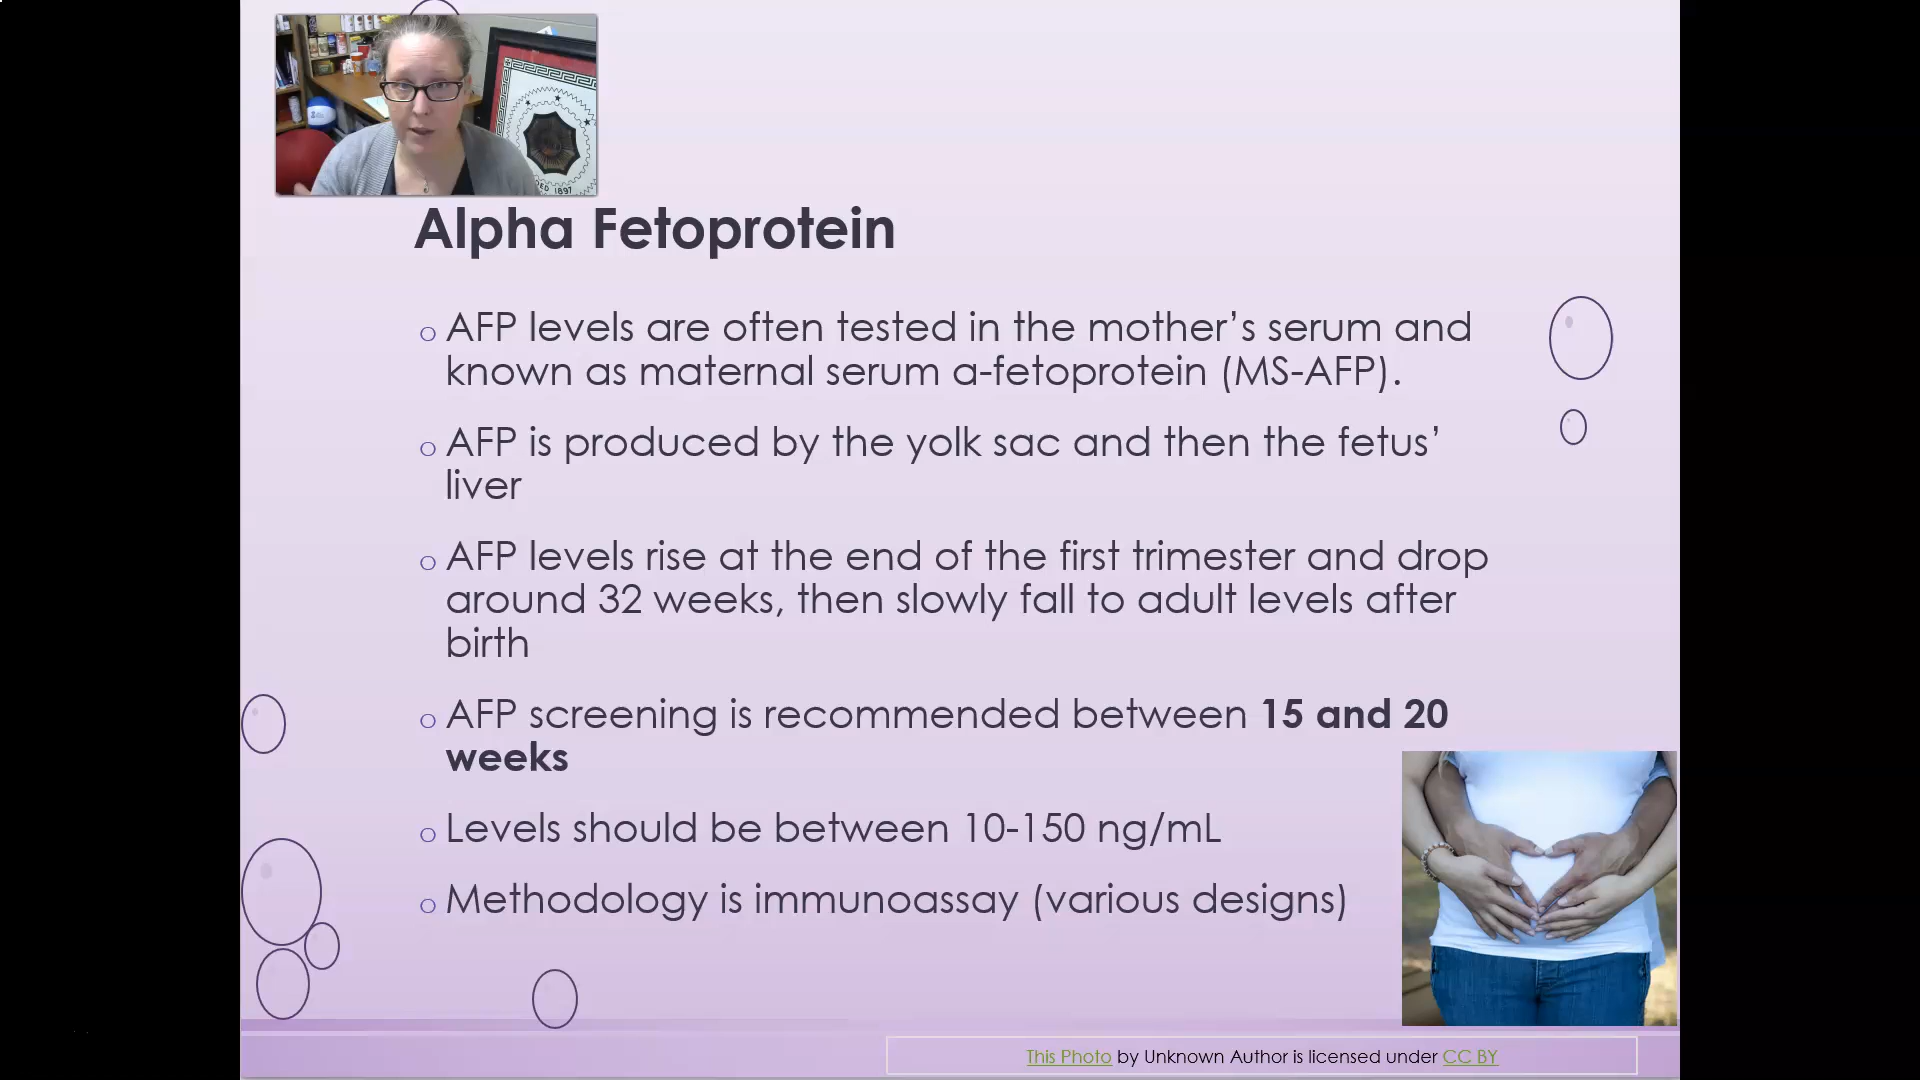 DED 1897
Alpha Fetoprotein
o AFP levels are often tested in the mother’s serum and
known as maternal serum a-fetoprotein (MS-AFP).
o AFP is produced by the yolk sac and then the fetus’
liver
o AFP levels rise at the end of the first trimester and drop
around 32 weeks, then slowly fall to adult levels after
birth
o AFP screening is recommended between 15 and 20
weeks
o Levels should be between 10-150 ng/mL
o Methodology is immunoassay (various designs)
This Photo by Unknown Author is licensed under CC BY